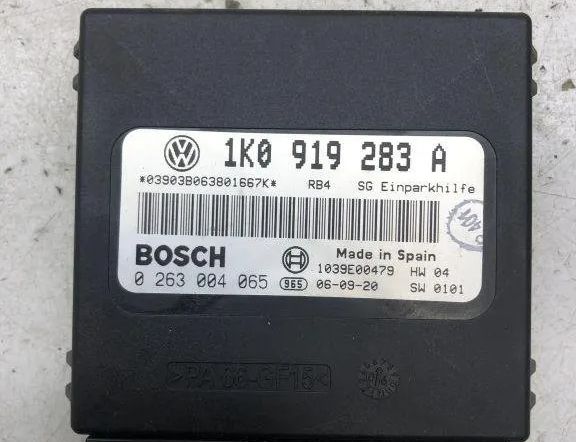 1K0 919 283 A
*03903B063801667K* RB4 SG Einparkhilfe
BOSCH Made in Spain
1039E00479 HW 04
0 263 004 065 965 06-09-20 SW 0101
401
>PA 66-GF15<